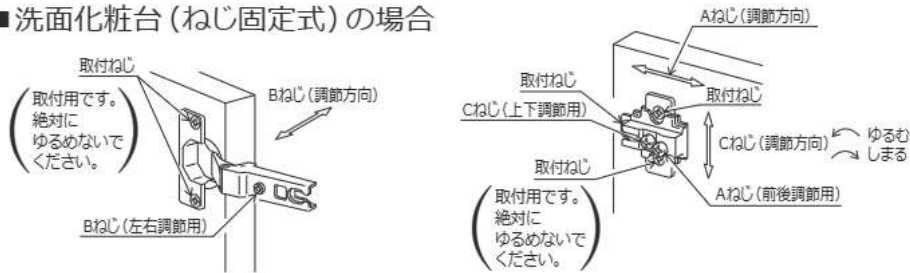 ■洗面化粧台(ねじ固定式)の場合
取付ねじ
取付用です。
絶対に
ゆるめないで
ください。
Bねじ(調節方向)
Bねじ(左右調節用)
Aねじ(調節方向)
取付ねじ
取付ねじ
Cねじ(上下調節用)
Cねじ(調節方向)
ゆるむ
しまる
取付ねじ
Aねじ(前後調節用)
取付用です。
絶対に
ゆるめないで
ください。